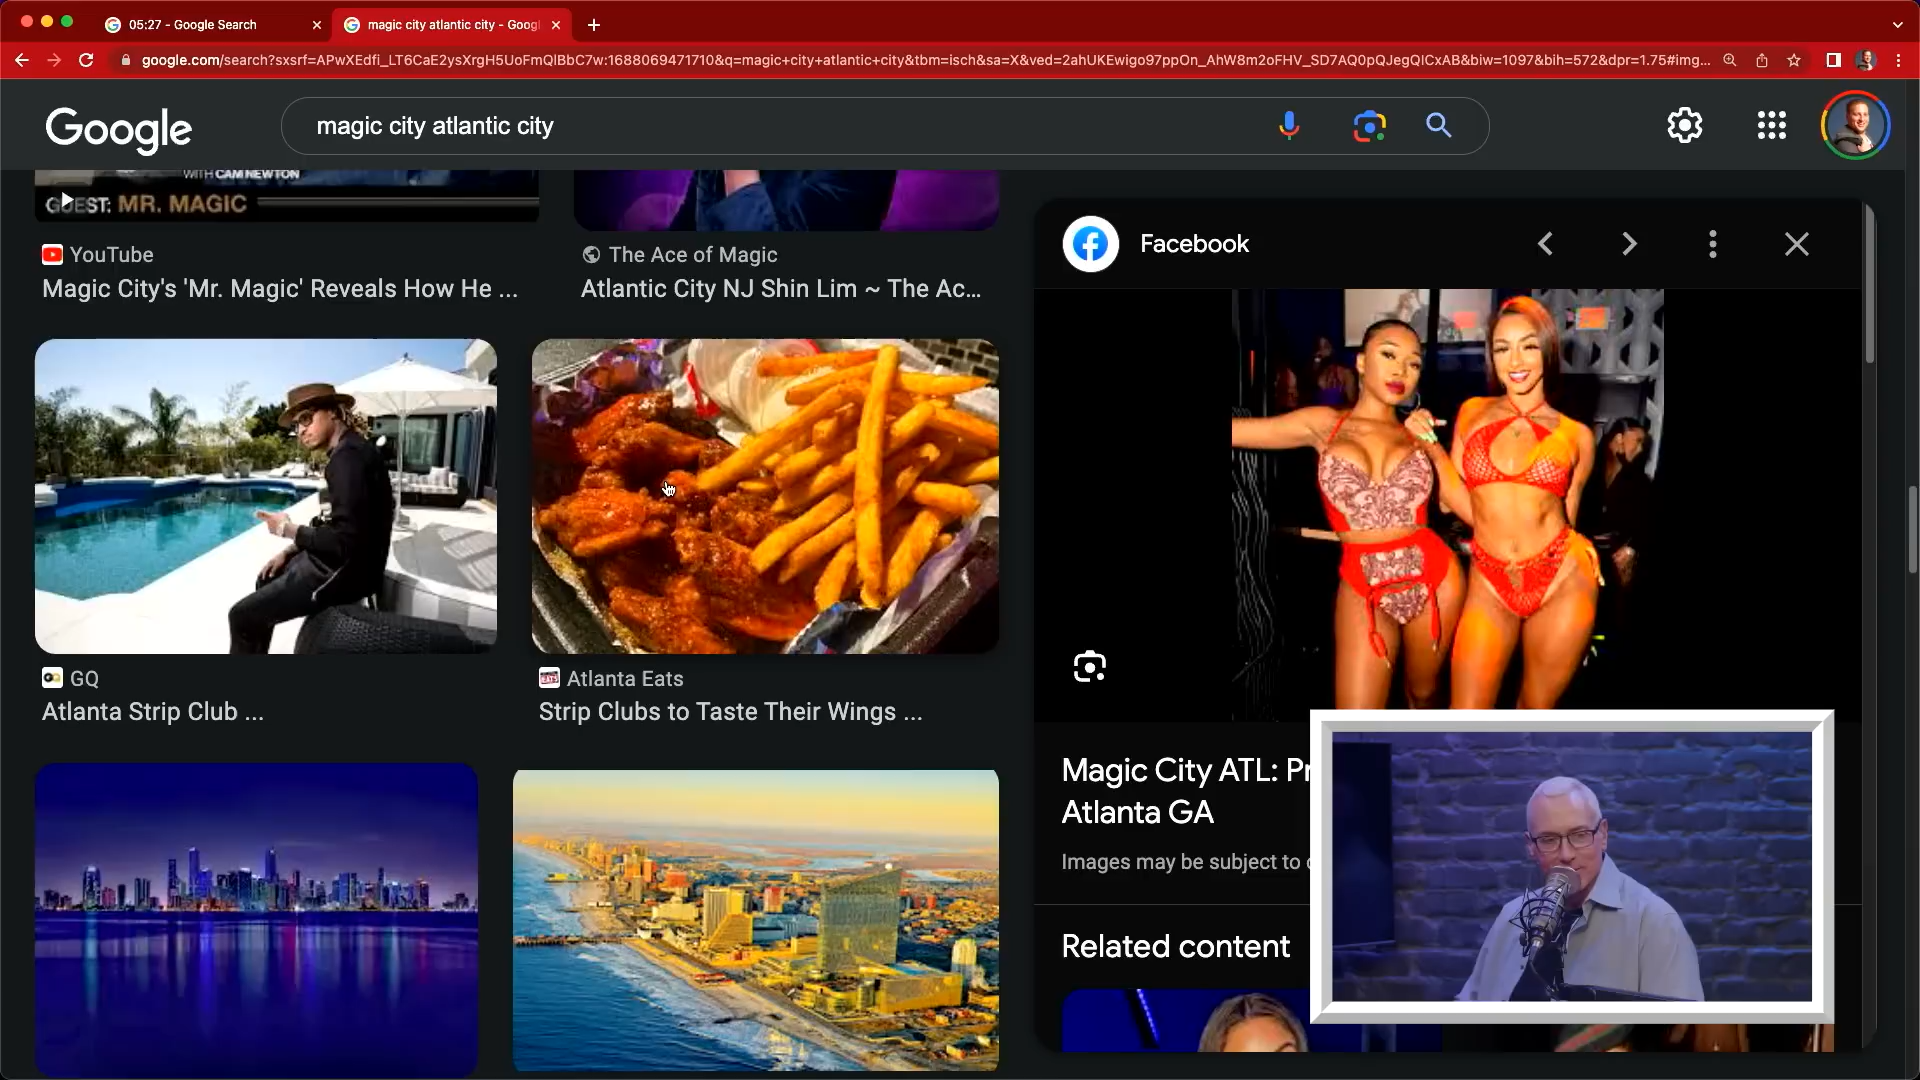 05:27 - Google Search
magic city atlantic city - Goog
google.com/search?sxsrf=APwXEdfi_LT6CaE2ysXrgH5UoFmQlBbC7w:1688069471710&q=magic+city+atlantic+city&tbm=isch&sa=X&ved=2ahUKEwigo97ppOn_AhW8m2oFHV_SD7AQ0pQJegQICxAB&biw=1097&bih=572&dpr=1.75#img...
Google
magic city atlantic city
WITH CAM NEWTON
GUEST: MR. MAGIC
YouTube
Magic City's 'Mr. Magic' Reveals How He ...
The Ace of Magic
Atlantic City NJ Shin Lim ~ The Ac...
Facebook
GQ
Atlanta Strip Club ...
EATS
Atlanta Eats
Strip Clubs to Taste Their Wings ...
Magic City ATL: Pr
Atlanta GA
Images may be subject to
Related content